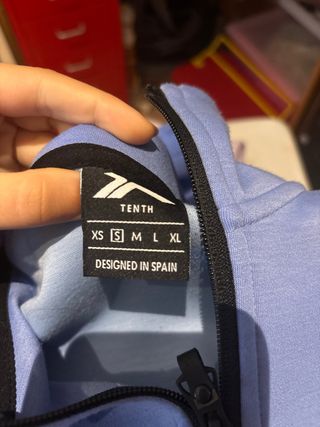 TENTH
XS S M L XL
DESIGNED IN SPAIN